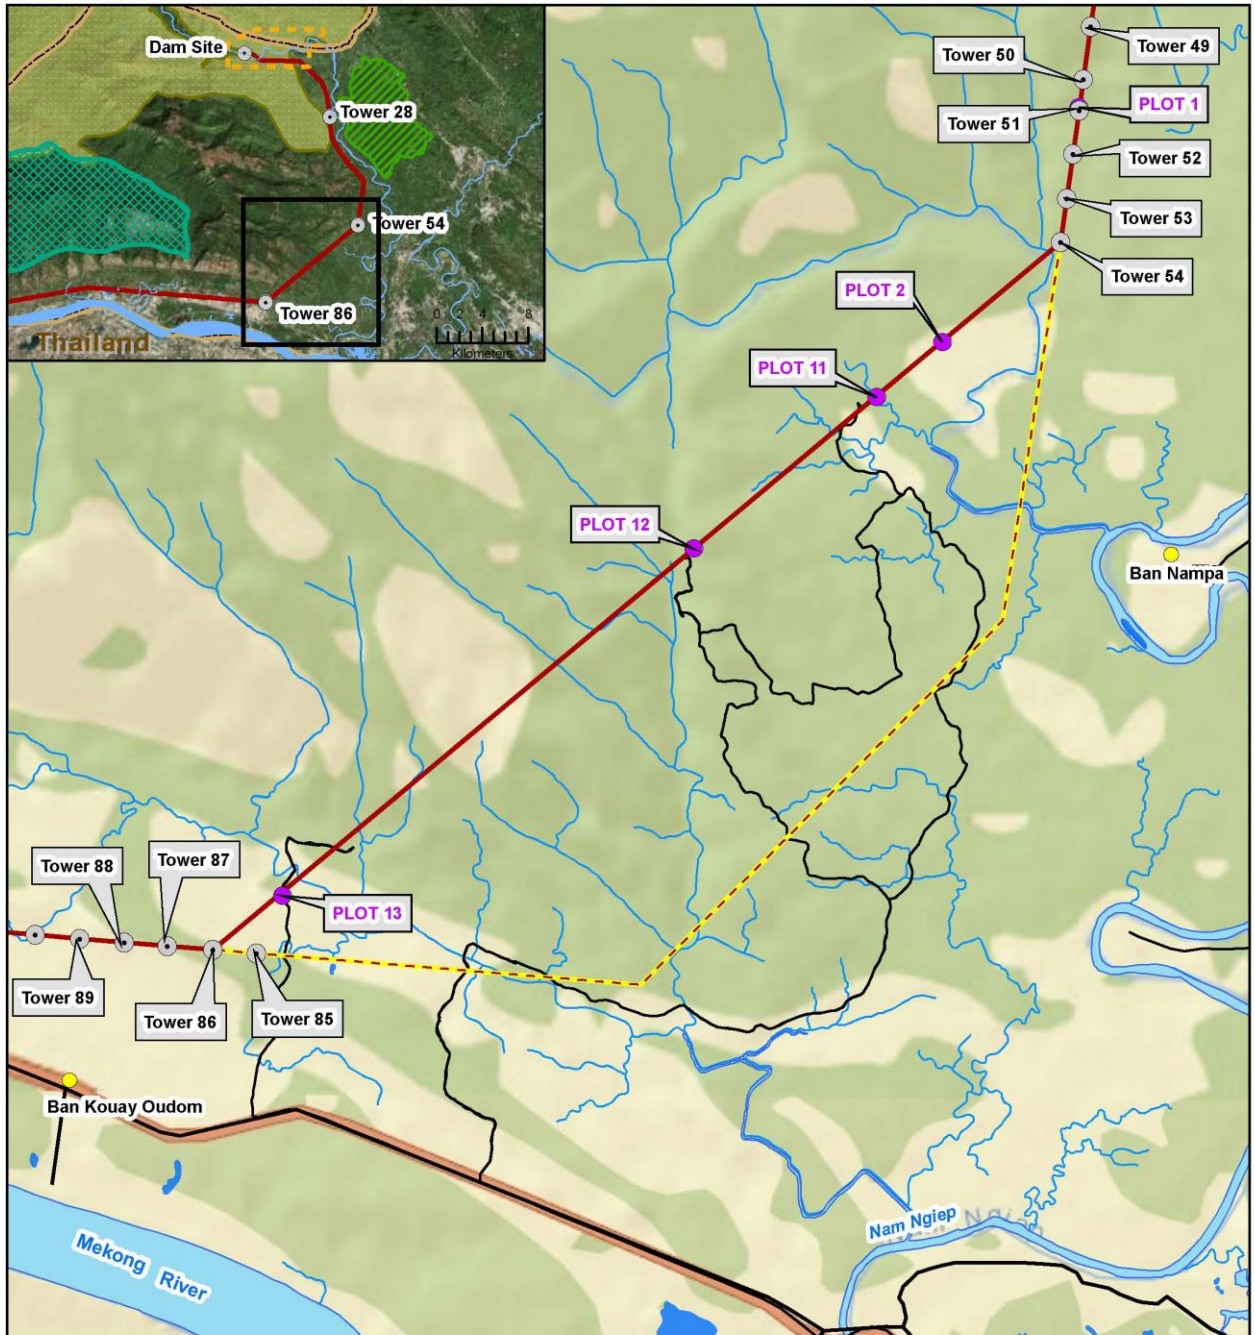 Dam Site
Tower 28
Tower 54
Tower 86
0 2 4 8
Kilometers
Thailand
Tower 49
Tower 50
PLOT 1
Tower 51
Tower 52
Tower 53
Tower 54
PLOT 2
PLOT 11
PLOT 12
Ban Nampa
Tower 87
Tower 88
PLOT 13
Tower 89
Tower 86
Tower 85
Ban Kouay Oudom
Nam Ngiep
Mekong River